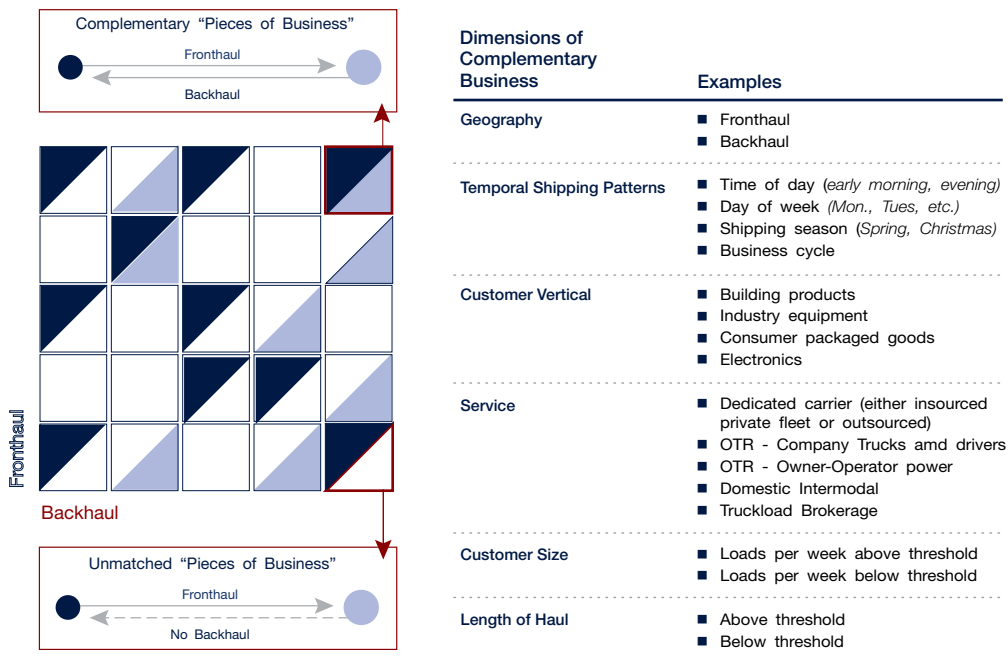 Complementary “Pieces of Business”
Fronthaul
Backhaul
Fronthaul
Backhaul
Unmatched “Pieces of Business”
Fronthaul
No Backhaul
Dimensions of
Complementary
Business
Examples
Geography
■ Fronthaul
■ Backhaul
Temporal Shipping Patterns
■ Time of day (early morning, evening)
■ Day of week (Mon., Tues, etc.)
■ Shipping season (Spring, Christmas)
■ Business cycle
Customer Vertical
■ Building products
■ Industry equipment
■ Consumer packaged goods
■ Electronics
Service
■ Dedicated carrier (either insourced
private fleet or outsourced)
■ OTR - Company Trucks amd drivers
■ OTR - Owner-Operator power
■ Domestic Intermodal
■ Truckload Brokerage
Customer Size
■ Loads per week above threshold
■ Loads per week below threshold
Length of Haul
■ Above threshold
■ Below threshold